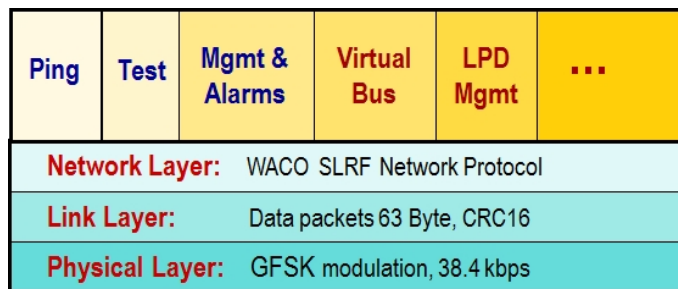 Ping
Test
Mgmt &
Alarms
Virtual
Bus
LPD
Mgmt
...
Network Layer: WACO SLRF Network Protocol
Link Layer: Data packets 63 Byte, CRC16
Physical Layer: GFSK modulation, 38.4 kbps